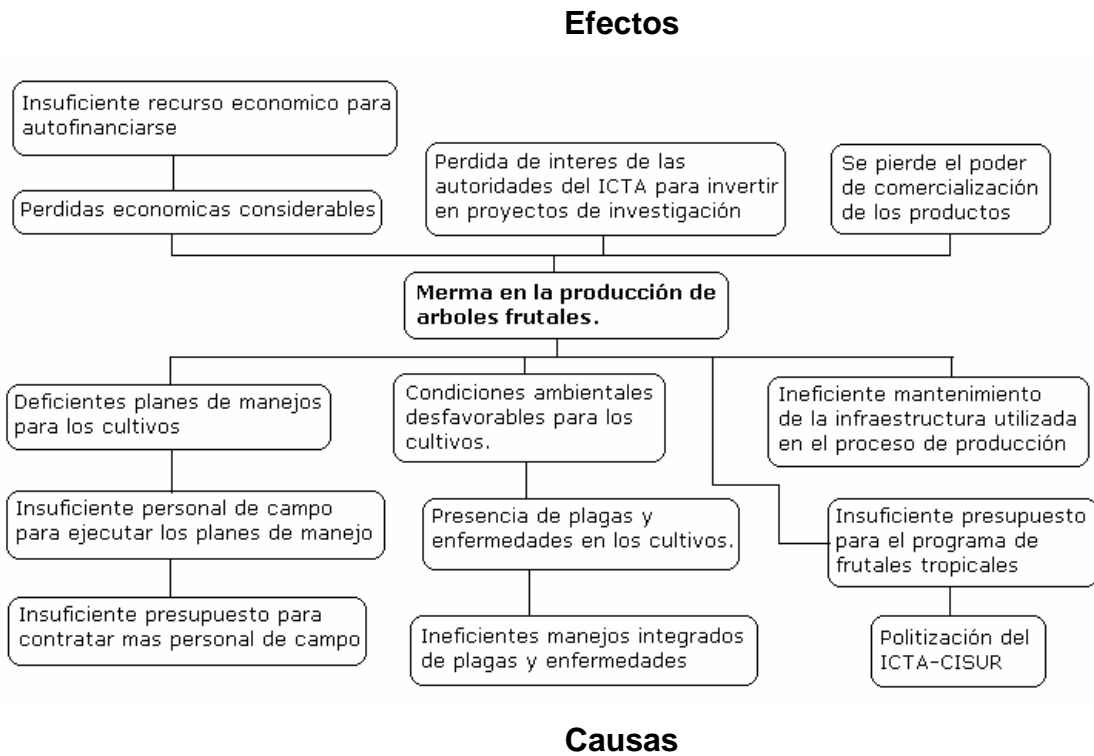 Efectos
Insuficiente recurso economico para
autofinanciarse
Perdidas economicas considerables
Perdida de interes de las
autoridades del ICTA para invertir
en proyectos de investigación
Se pierde el poder
de comercialización
de los productos
Merma en la producción de
arboles frutales.
Deficientes planes de manejos
para los cultivos
Condiciones ambientales
desfavorables para los
cultivos.
Ineficiente mantenimiento
de la infraestructura utilizada
en el proceso de producción
Insuficiente personal de campo
para ejecutar los planes de manejo
Presencia de plagas y
enfermedades en los cultivos.
Insuficiente presupuesto
para el programa de
frutales tropicales
Insuficiente presupuesto para
contratar mas personal de campo
Ineficientes manejos integrados
de plagas y enfermedades
Politización del
ICTA-CISUR
Causas